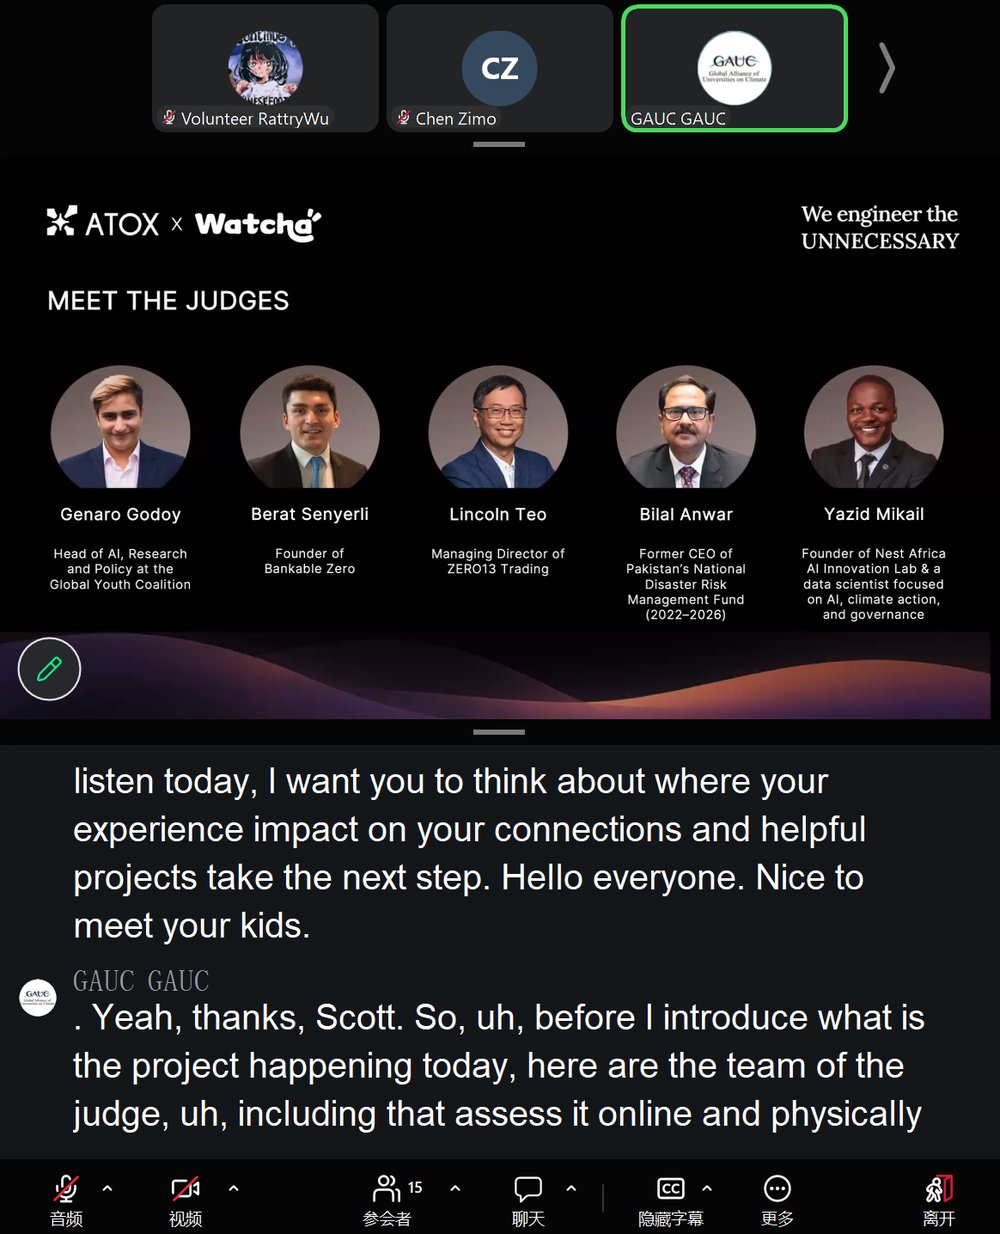 Volunteer RattryWu
CZ
Chen Zimo
GAUC
Global Alliance of
Universities on Climate
GAUC GAUC
ATOX x Watcha
We engineer the
UNNECESSARY
MEET THE JUDGES
Genaro Godoy
Head of AI, Research
and Policy at the
Global Youth Coalition
Berat Senyerli
Founder of
Bankable Zero
Lincoln Teo
Managing Director of
ZERO13 Trading
Bilal Anwar
Former CEO of
Pakistan's National
Disaster Risk
Management Fund
(2022–2026)
Yazid Mikail
Founder of Nest Africa
AI Innovation Lab & a
data scientist focused
on AI, climate action,
and governance
listen today, I want you to think about where your
experience impact on your connections and helpful
projects take the next step. Hello everyone. Nice to
meet your kids.
GAUC
GAUC GAUC
. Yeah, thanks, Scott. So, uh, before I introduce what is
the project happening today, here are the team of the
judge, uh, including that assess it online and physically
音频
视频
15
参会者
聊天
CC
隐藏字幕
更多
离开